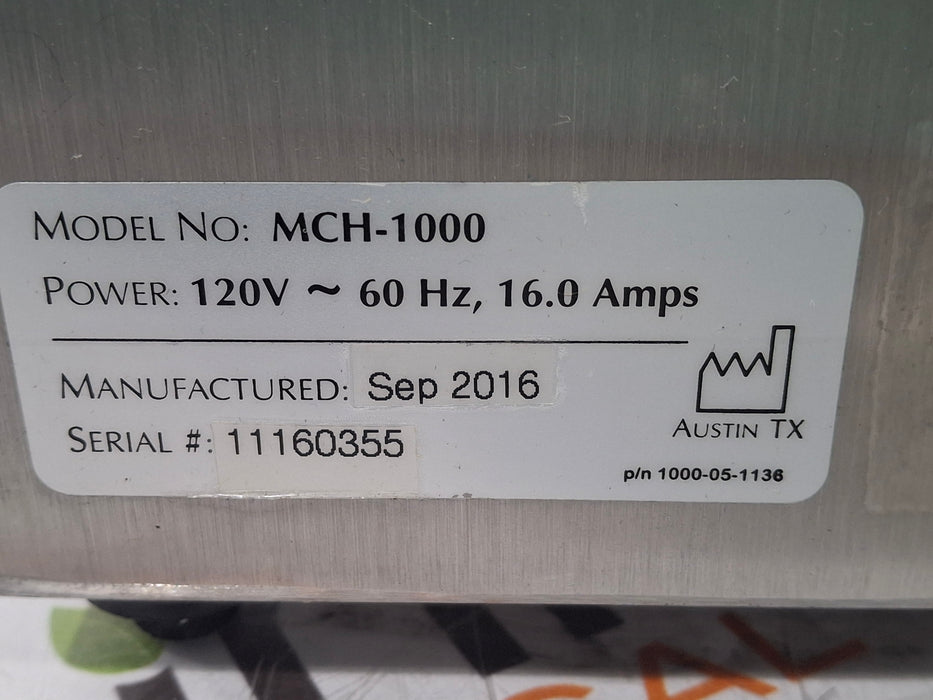 MODEL NO: MCH-1000
POWER: 120V ~ 60 Hz, 16.0 Amps
MANUFACTURED: Sep 2016
SERIAL #: 11160355
AUSTIN TX
p/n 1000-05-1136